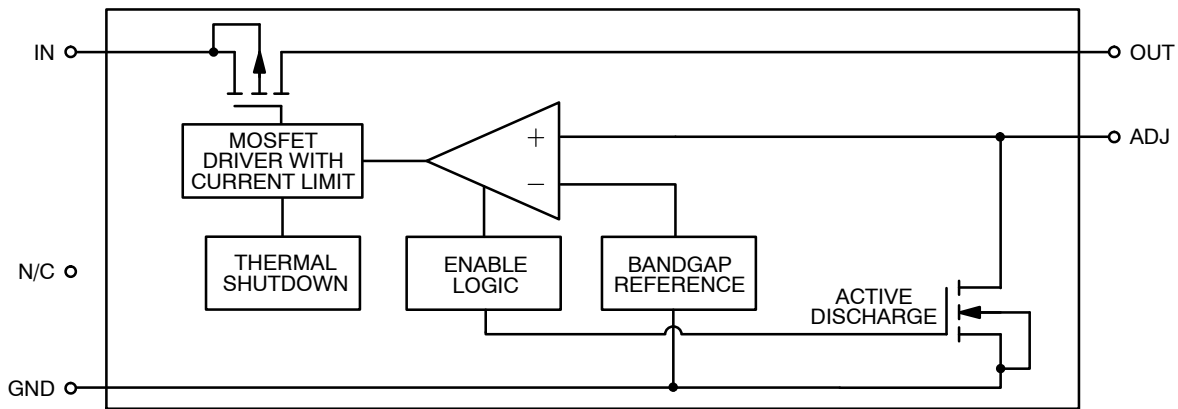 IN
OUT
MOSFET
DRIVER WITH
CURRENT LIMIT
+
ADJ
−
THERMAL
SHUTDOWN
ENABLE
LOGIC
BANDGAP
REFERENCE
N/C
ACTIVE
DISCHARGE
GND